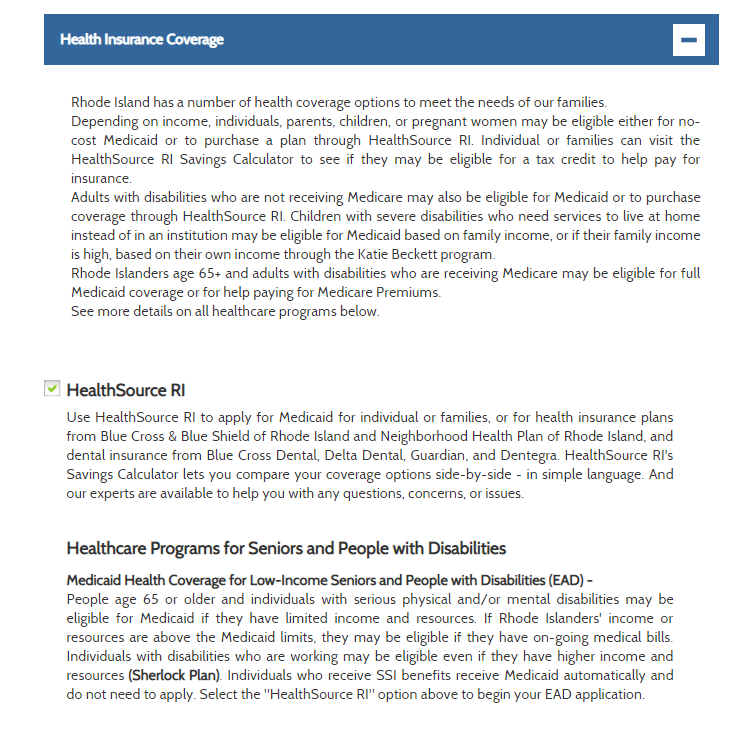 Health Insurance Coverage
Rhode Island has a number of health coverage options to meet the needs of our families.
Depending on income, individuals, parents, children, or pregnant women may be eligible either for no-
cost Medicaid or to purchase a plan through HealthSource RI. Individual or families can visit the
HealthSource RI Savings Calculator to see if they may be eligible for a tax credit to help pay for
insurance.
Adults with disabilities who are not receiving Medicare may also be eligible for Medicaid or to purchase
coverage through HealthSource RI. Children with severe disabilities who need services to live at home
instead of in an institution may be eligible for Medicaid based on family income, or if their family income
is high, based on their own income through the Katie Beckett program.
Rhode Islanders age 65+ and adults with disabilities who are receiving Medicare may be eligible for full
Medicaid coverage or for help paying for Medicare Premiums.
See more details on all healthcare programs below.
HealthSource RI
Use HealthSource RI to apply for Medicaid for individual or families, or for health insurance plans
from Blue Cross & Blue Shield of Rhode Island and Neighborhood Health Plan of Rhode Island, and
dental insurance from Blue Cross Dental, Delta Dental, Guardian, and Dentegra. HealthSource RI's
Savings Calculator lets you compare your coverage options side-by-side - in simple language. And
our experts are available to help you with any questions, concerns, or issues.
Healthcare Programs for Seniors and People with Disabilities
Medicaid Health Coverage for Low-Income Seniors and People with Disabilities (EAD) -
People age 65 or older and individuals with serious physical and/or mental disabilities may be
eligible for Medicaid if they have limited income and resources. If Rhode Islanders' income or
resources are above the Medicaid limits, they may be eligible if they have on-going medical bills.
Individuals with disabilities who are working may be eligible even if they have higher income and
resources (Sherlock Plan). Individuals who receive SSI benefits receive Medicaid automatically and
do not need to apply. Select the "HealthSource RI" option above to begin your EAD application.